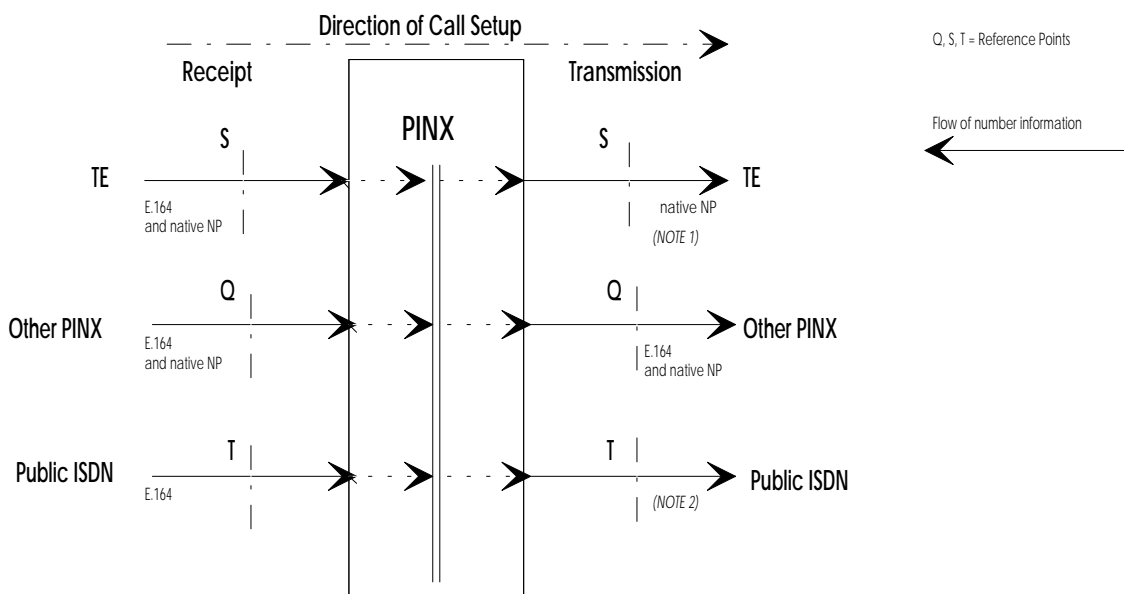 Direction of Call Setup
Q, S, T = Reference Points
Receipt
Transmission
Flow of number information
PINX
S
S
TE
TE
E.164
and native NP
native NP
(NOTE 1)
Q
Q
Other PINX
Other PINX
E.164
and native NP
E.164
and native NP
T
T
Public ISDN
Public ISDN
E.164
(NOTE 2)